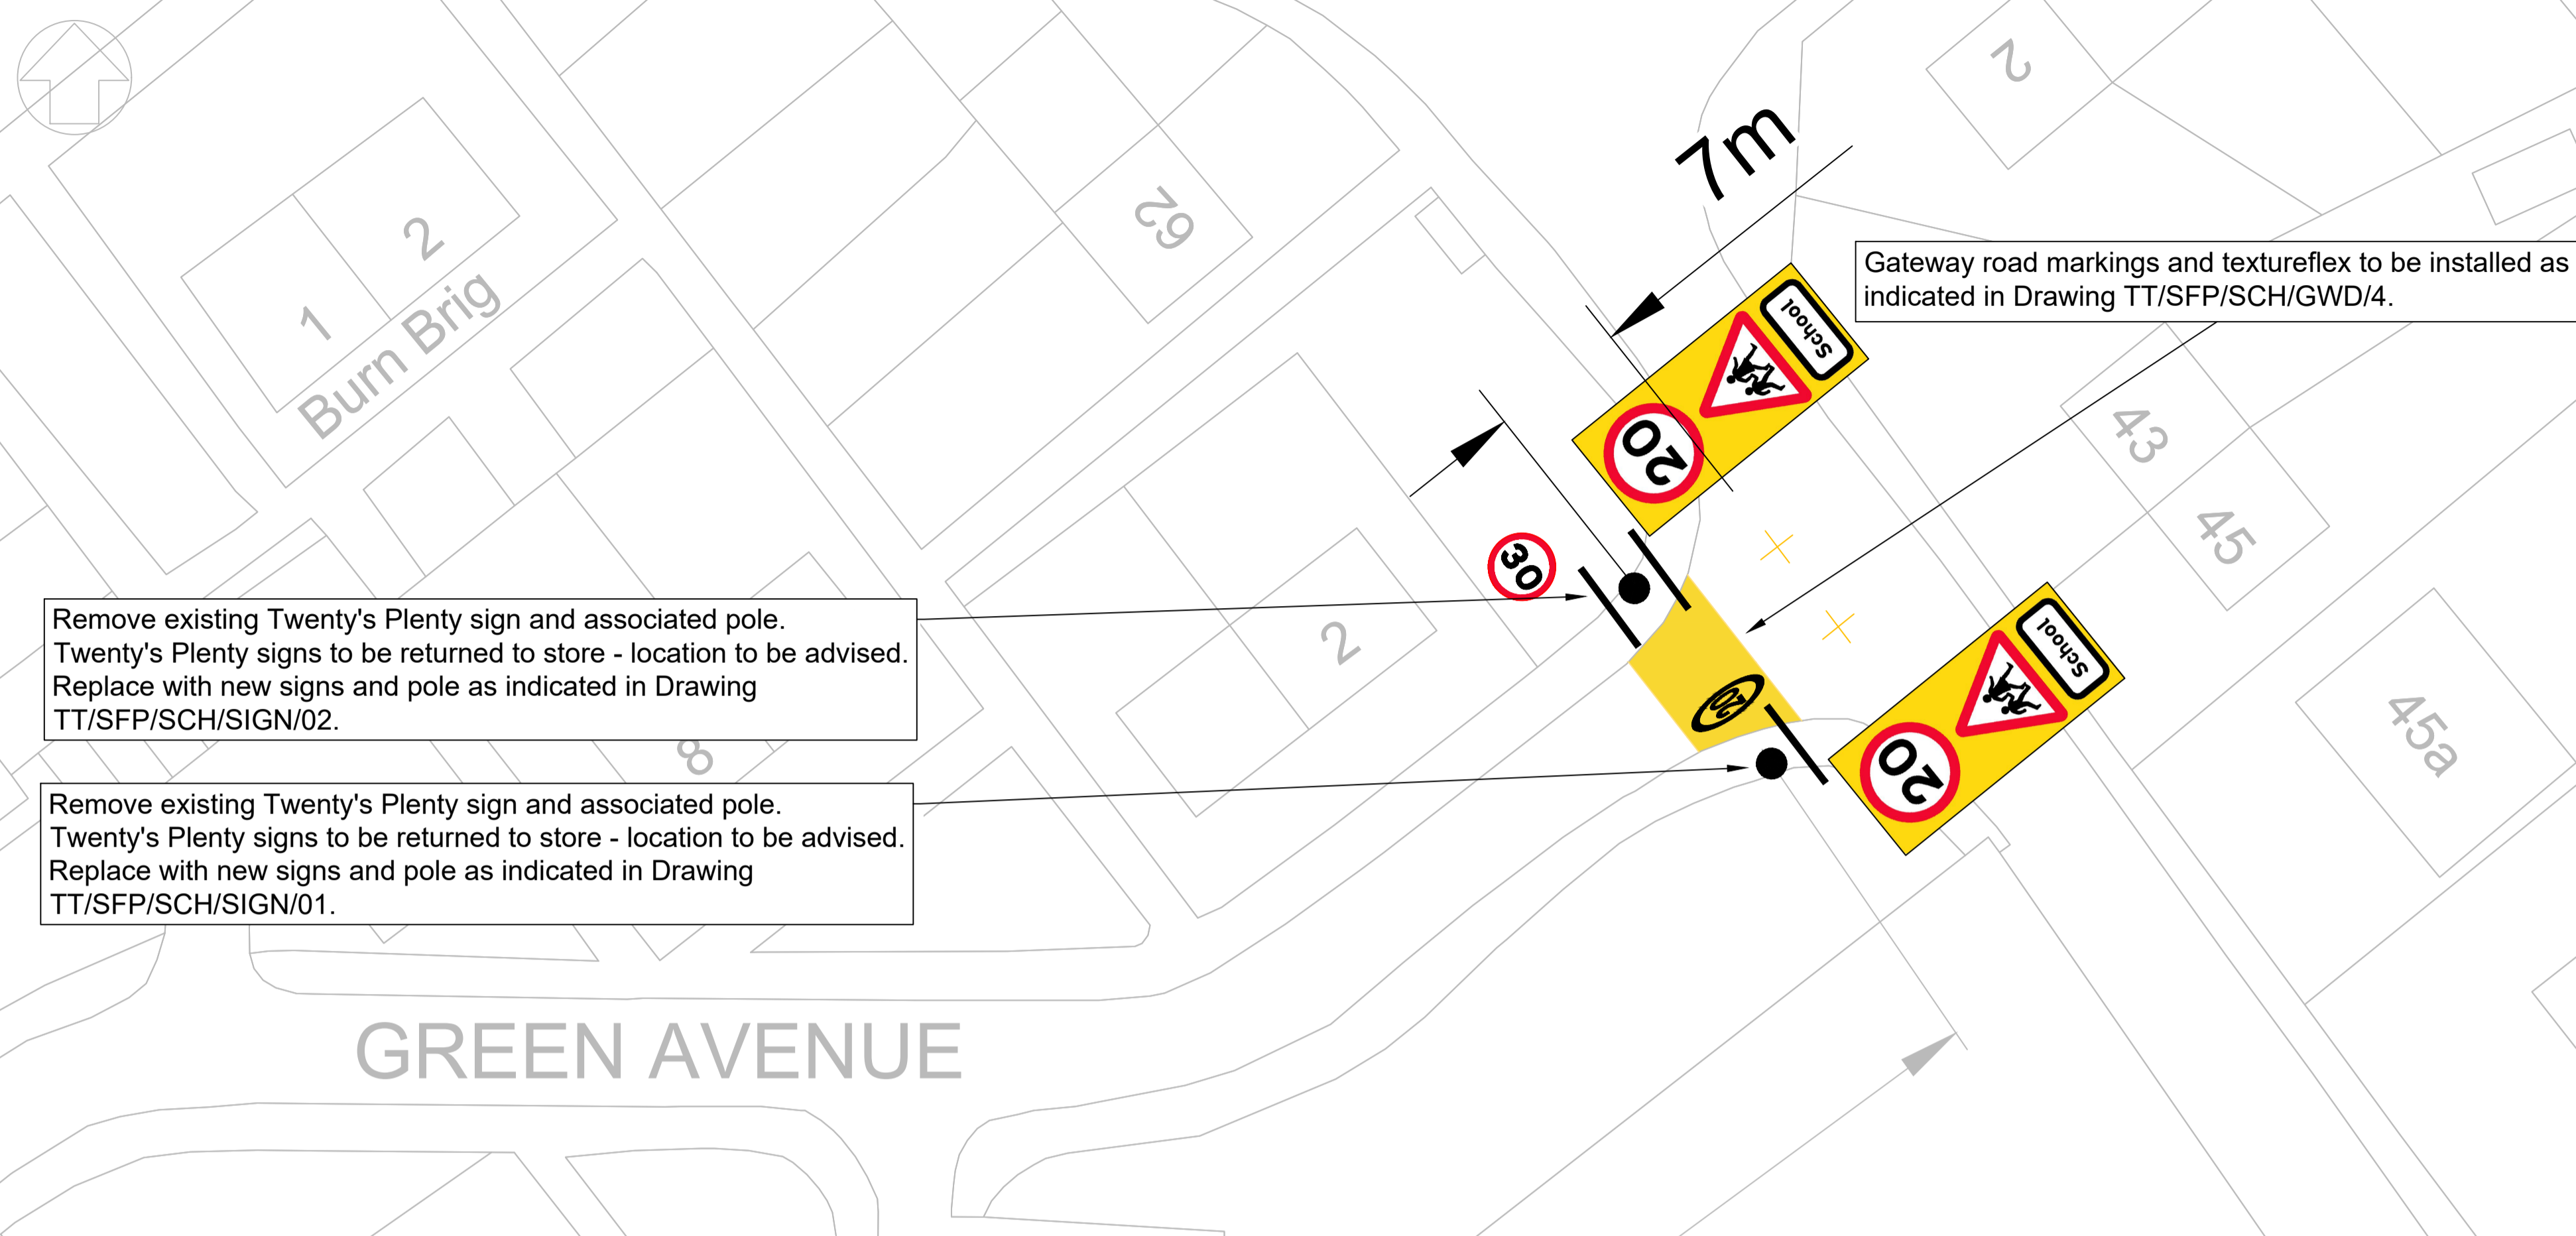 2
7m
2
1
Burn Brig
62
Gateway road markings and textureflex to be installed as
indicated in Drawing TT/SFP/SCH/GWD/4.
School
20
43
45
30
Remove existing Twenty's Plenty sign and associated pole.
Twenty's Plenty signs to be returned to store - location to be advised.
Replace with new signs and pole as indicated in Drawing
TT/SFP/SCH/SIGN/02.
2
School
20
20
45a
8
Remove existing Twenty's Plenty sign and associated pole.
Twenty's Plenty signs to be returned to store - location to be advised.
Replace with new signs and pole as indicated in Drawing
TT/SFP/SCH/SIGN/01.
GREEN AVENUE